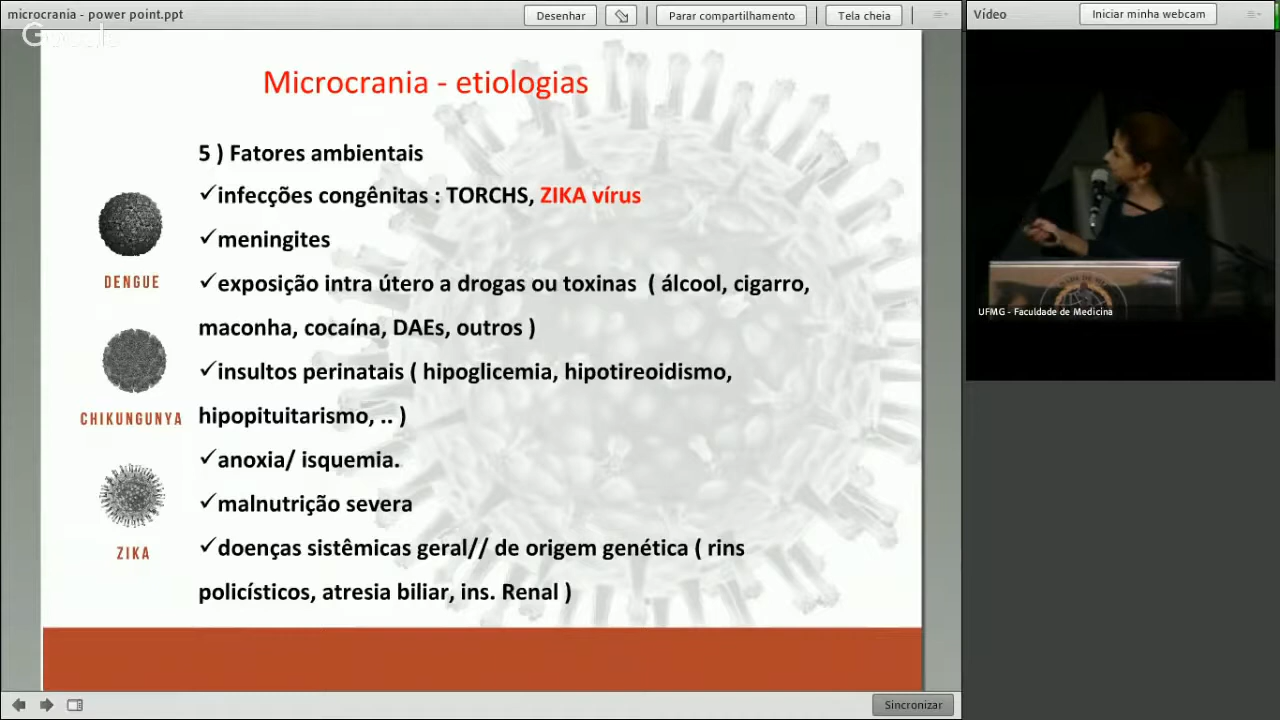 microcrania - power point.ppt
Desenhar
Parar compartilhamento
Tela cheia
Vídeo
Iniciar minha webcam
Google
Microcrania - etiologias
5 ) Fatores ambientais
✓infecções congênitas : TORCHS, ZIKA vírus
✓meningites
✓exposição intra útero a drogas ou toxinas ( álcool, cigarro,
maconha, cocaína, DAEs, outros )
✓insultos perinatais ( hipoglicemia, hipotireoidismo,
hipopituitarismo, .. )
✓anoxia/ isquemia.
✓malnutrição severa
✓doenças sistêmicas geral// de origem genética ( rins
policísticos, atresia biliar, ins. Renal )
DENGUE
CHIKUNGUNYA
ZIKA
UFMG - Faculdade de Medicina
Sincronizar